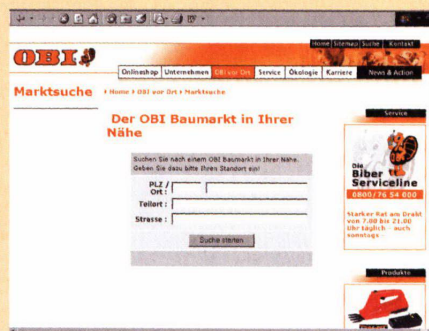 Home Sitemap Suche Kontakt
OBI
Onlineshop Unternehmen OBI vor Ort Service Ökologie Karriere News & Action
Marktsuche
Home OBI vor Ort Marktsuche
Der OBI Baumarkt in Ihrer
Nähe
Suchen Sie nach einem OBI Baumarkt in Ihrer Nähe.
Geben Sie dazu bitte Ihren Standort ein!
PLZ /
Ort :
Teilort :
Strasse :
Suche starten
Service
Die
Biber
Serviceline
0800/76 54 000
Starker Rat am Draht
von 7.00 bis 21.00
Uhr täglich - auch
sonntags
Produkte